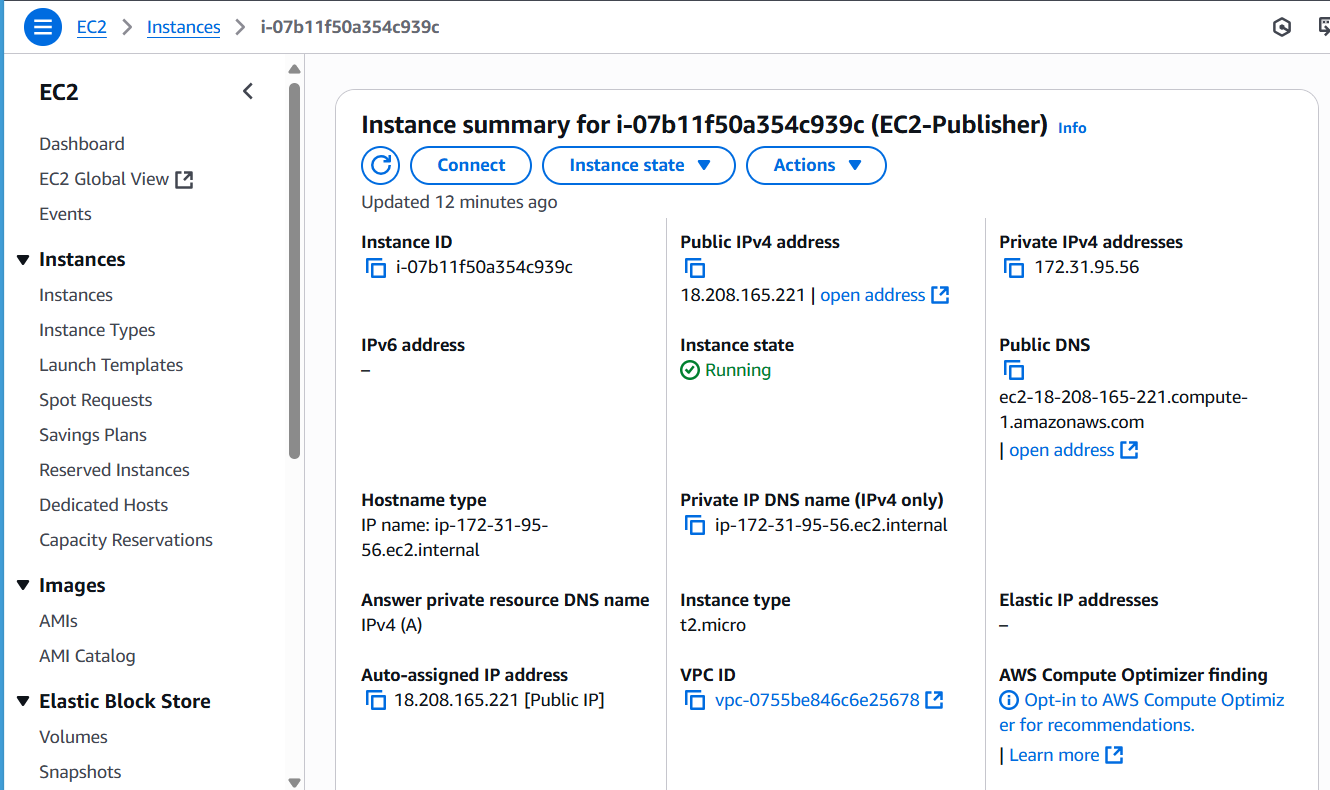 EC2 > Instances > i-07b11f50a354c939c
EC2
Dashboard
EC2 Global View
Events
Instances
Instances
Instance Types
Launch Templates
Spot Requests
Savings Plans
Reserved Instances
Dedicated Hosts
Capacity Reservations
Images
AMIs
AMI Catalog
Elastic Block Store
Volumes
Snapshots
Instance summary for i-07b11f50a354c939c (EC2-Publisher) Info
Connect
Instance state
Actions
Updated 12 minutes ago
Instance ID
i-07b11f50a354c939c
Public IPv4 address
18.208.165.221 | open address
Private IPv4 addresses
172.31.95.56
IPv6 address
–
Instance state
Running
Public DNS
ec2-18-208-165-221.compute-
1.amazonaws.com
| open address
Hostname type
IP name: ip-172-31-95-
56.ec2.internal
Private IP DNS name (IPv4 only)
ip-172-31-95-56.ec2.internal
Answer private resource DNS name
IPv4 (A)
Instance type
t2.micro
Elastic IP addresses
–
Auto-assigned IP address
18.208.165.221 [Public IP]
VPC ID
vpc-0755be846c6e25678
AWS Compute Optimizer finding
Opt-in to AWS Compute Optimiz
er for recommendations.
| Learn more